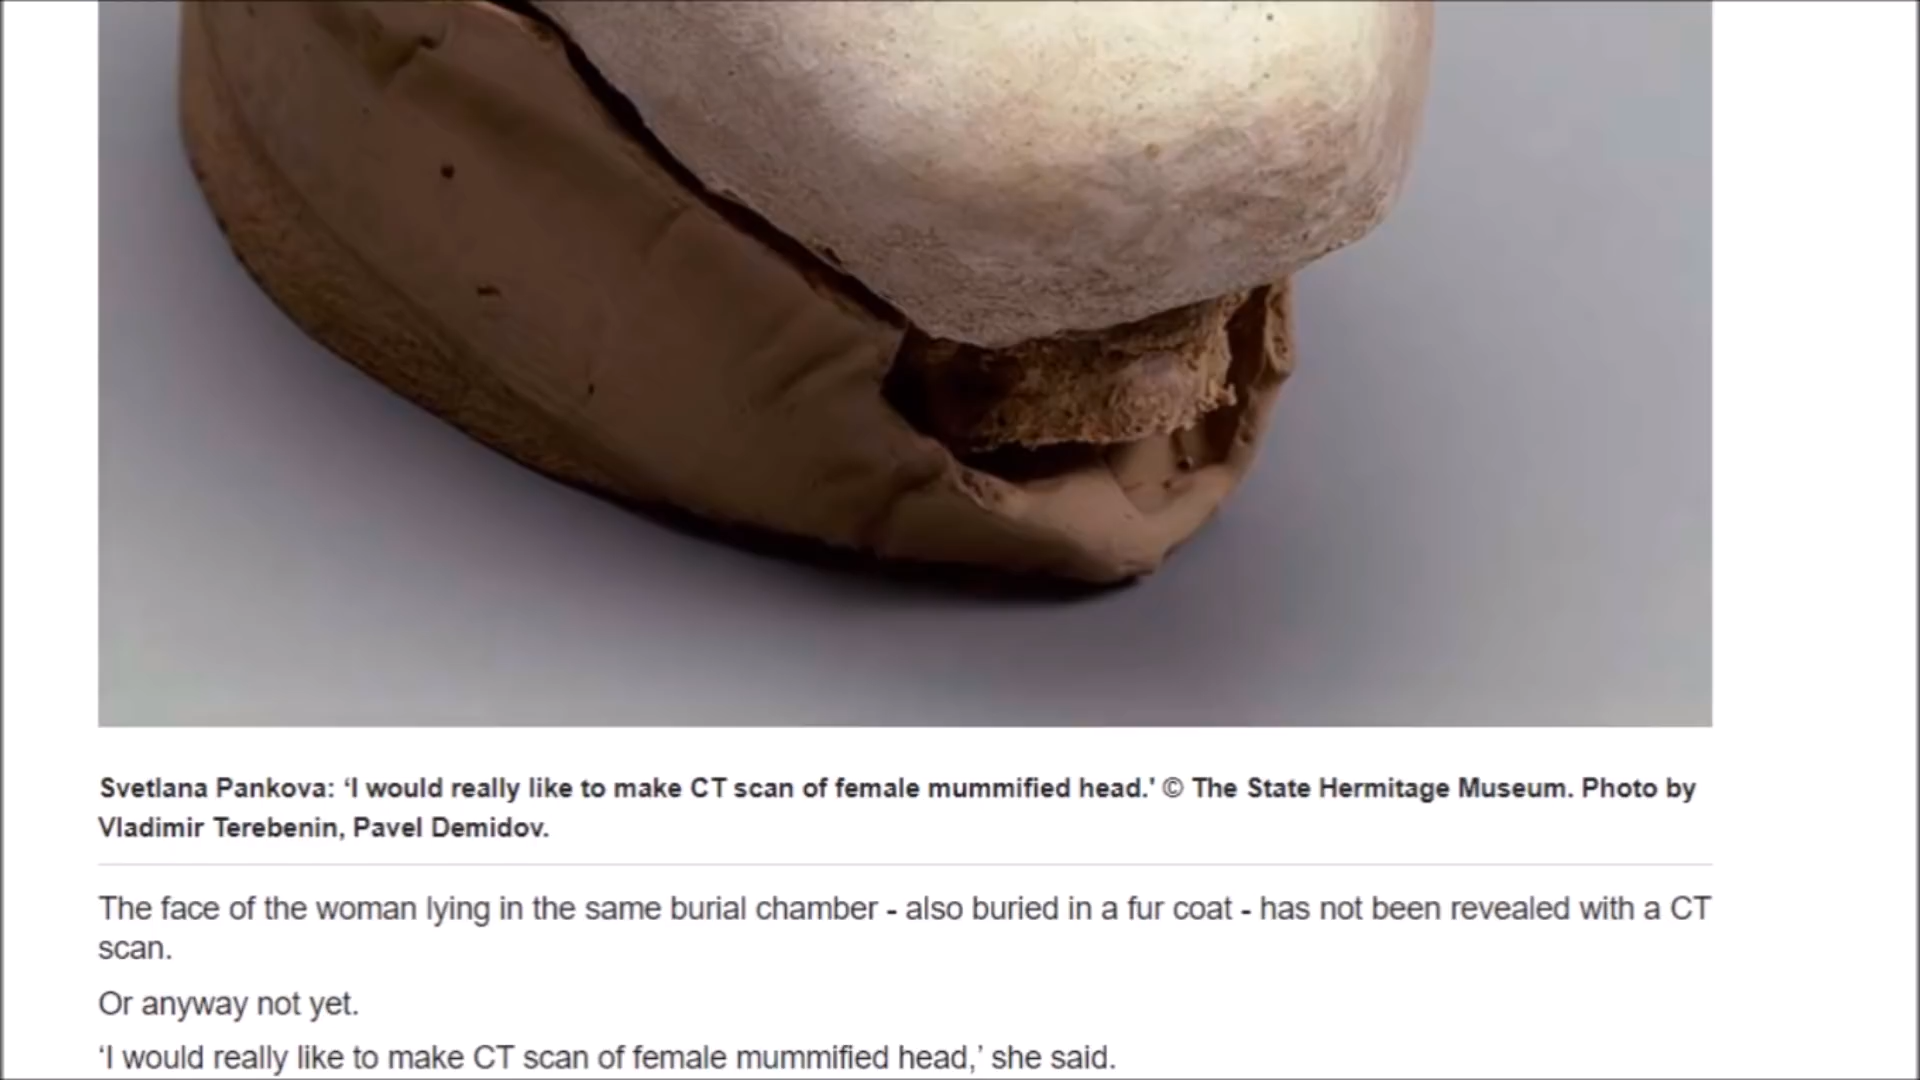 Svetlana Pankova: ‘I would really like to make CT scan of female mummified head.’ © The State Hermitage Museum. Photo by
Vladimir Terebenin, Pavel Demidov.
The face of the woman lying in the same burial chamber - also buried in a fur coat - has not been revealed with a CT
scan.
Or anyway not yet.
‘I would really like to make CT scan of female mummified head,’ she said.